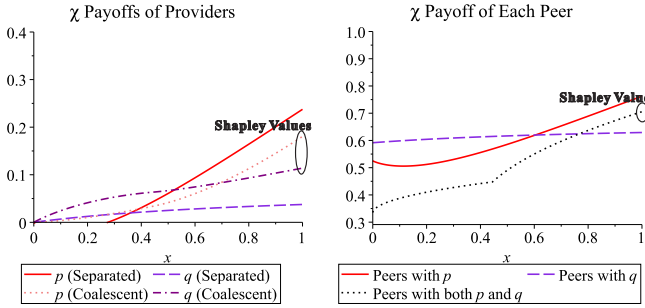 χ Payoffs of Providers
0.4
0.3
0.2
0.1
0
0
0.2
0.4
0.6
0.8
1
x
Shapley Values
p (Separated)
q (Separated)
p (Coalescent)
q (Coalescent)
χ Payoff of Each Peer
1.0
0.9
0.8
0.7
0.6
0.5
0.4
0.3
0
0.2
0.4
0.6
0.8
1
x
Shapley Values
Peers with p
Peers with q
Peers with both p and q